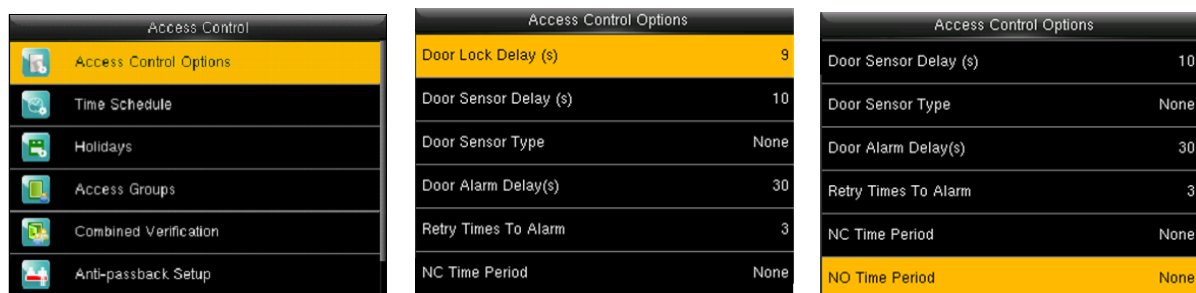 Access Control
Access Control Options
Time Schedule
Holidays
Access Groups
Combined Verification
Anti-passback Setup
Access Control Options
Door Lock Delay (s) 9
Door Sensor Delay (s) 10
Door Sensor Type None
Door Alarm Delay(s) 30
Retry Times To Alarm 3
NC Time Period None
Access Control Options
Door Sensor Delay (s) 10
Door Sensor Type None
Door Alarm Delay(s) 30
Retry Times To Alarm 3
NC Time Period None
NO Time Period None